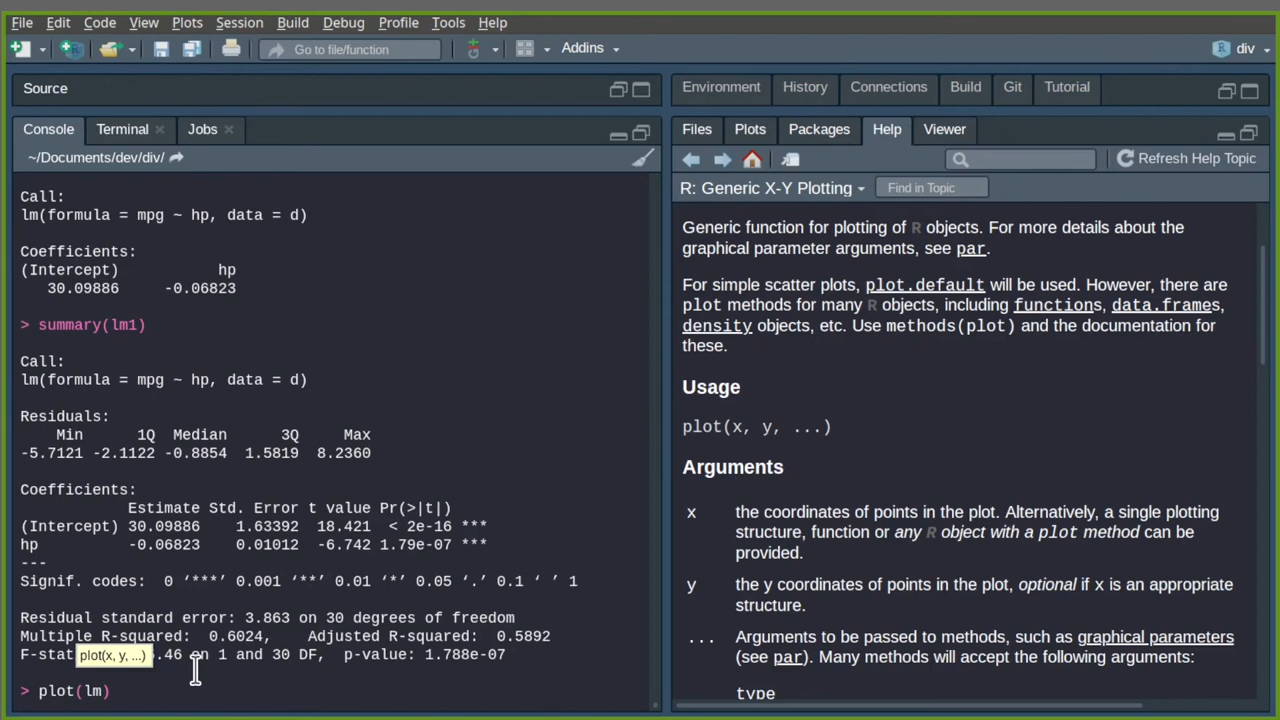 File Edit Code View Plots Session Build Debug Profile Tools Help
Go to file/function Addins div
Source
Console Terminal Jobs
~/Documents/dev/div/
Call:
lm(formula = mpg ~ hp, data = d)
Coefficients:
(Intercept) hp
30.09886 -0.06823
> summary(lm1)
Call:
lm(formula = mpg ~ hp, data = d)
Residuals:
Min 1Q Median 3Q Max
-5.7121 -2.1122 -0.8854 1.5819 8.2360
Coefficients:
Estimate Std. Error t value Pr(>|t|)
(Intercept) 30.09886 1.63392 18.421 < 2e-16 ***
hp -0.06823 0.01012 -6.742 1.79e-07 ***
---
Signif. codes: 0 ‘***’ 0.001 ‘**’ 0.01 ‘*’ 0.05 ‘.’ 0.1 ‘ ’ 1
Residual standard error: 3.863 on 30 degrees of freedom
Multiple R-squared: 0.6024, Adjusted R-squared: 0.5892
F-stat plot(x, y, ...) .46 on 1 and 30 DF, p-value: 1.788e-07
> plot(lm)
Environment History Connections Build Git Tutorial
Files Plots Packages Help Viewer
Refresh Help Topic
R: Generic X-Y Plotting Find in Topic
Generic function for plotting of R objects. For more details about the
graphical parameter arguments, see par.
For simple scatter plots, plot.default will be used. However, there are
plot methods for many R objects, including functions, data.frames,
density objects, etc. Use methods(plot) and the documentation for
these.
Usage
plot(x, y, ...)
Arguments
x the coordinates of points in the plot. Alternatively, a single plotting
structure, function or any R object with a plot method can be
provided.
y the y coordinates of points in the plot, optional if x is an appropriate
structure.
... Arguments to be passed to methods, such as graphical parameters
(see par). Many methods will accept the following arguments:
type